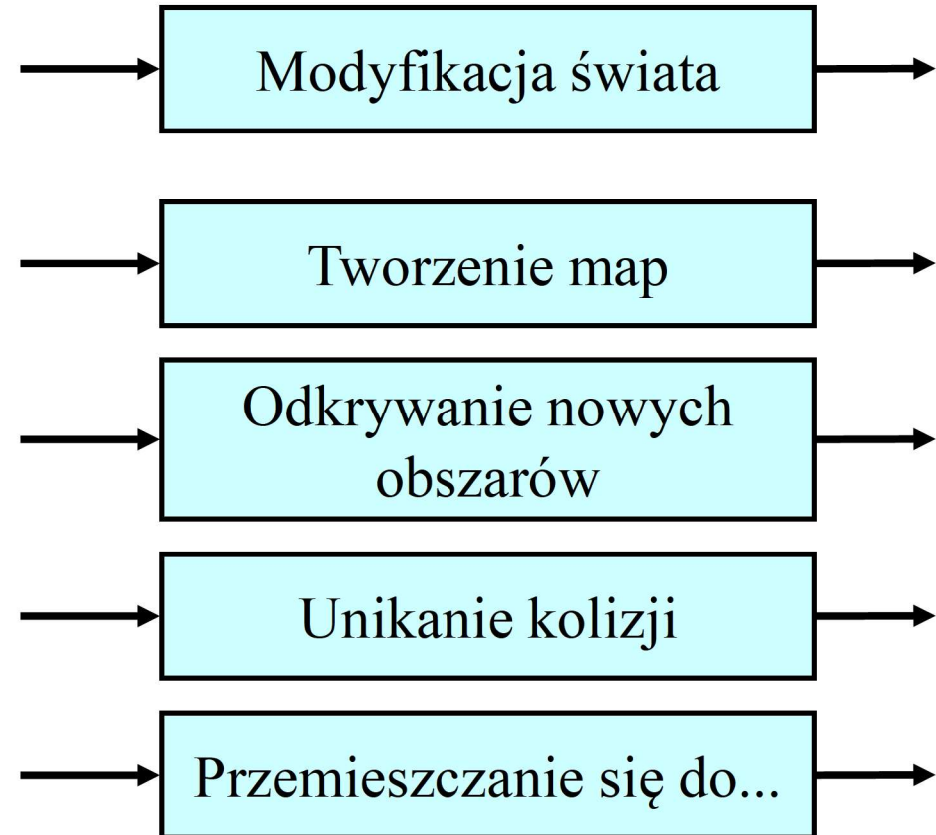 Modyfikacja świata
Tworzenie map
Odkrywanie nowych
obszarów
Unikanie kolizji
Przemieszczanie się do...